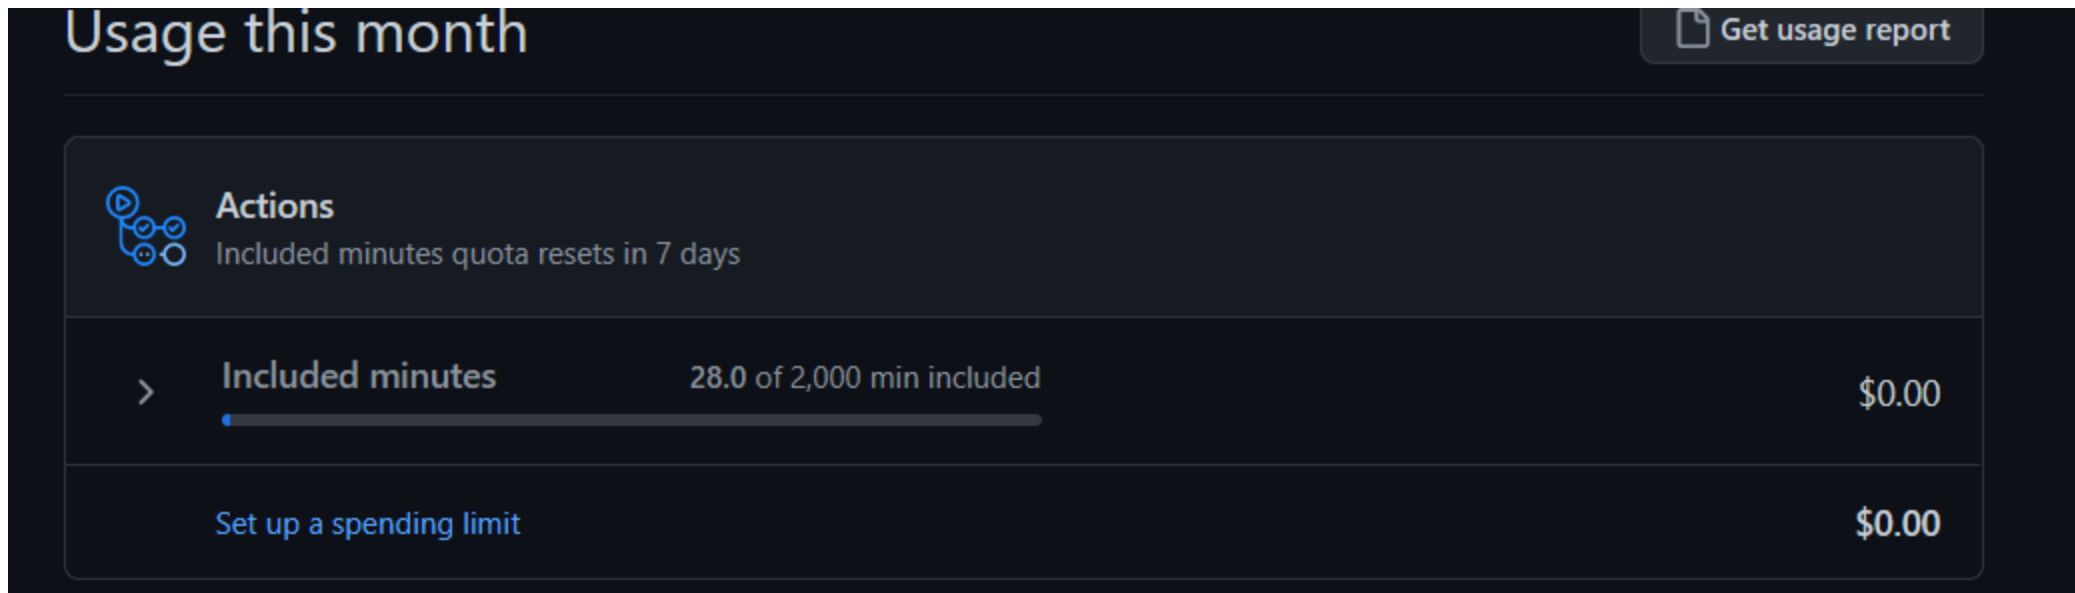 Usage this month
Get usage report
Actions
Included minutes quota resets in 7 days
Included minutes
28.0 of 2,000 min included
$0.00
Set up a spending limit
$0.00